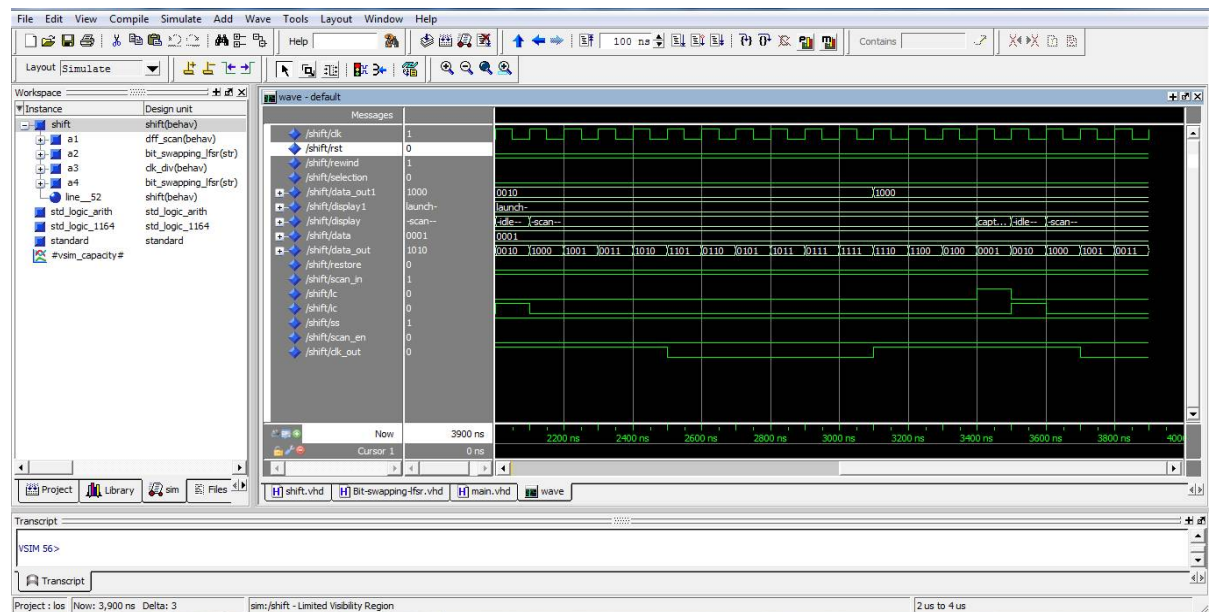 File Edit View Compile Simulate Add Wave Tools Layout Window Help
Help 100 ns Contains
Layout Simulate
Workspace
Instance Design unit
shift shift(behav)
a1 dff_scan(behav)
a2 bit_swapping_lfsr(str)
a3 clk_div(behav)
a4 bit_swapping_lfsr(str)
line__52 shift(behav)
std_logic_arith std_logic_arith
std_logic_1164 std_logic_1164
standard standard
#vsim_capacity#
Project Library sim Files
wave - default
Messages
/shift/clk 1
/shift/rst 0
/shift/rewind 1
/shift/selection 0
/shift/data_out1 1000 0010 1000
/shift/display1 launch- launch-
/shift/display -scan-- -idle-- -scan-- capt... -idle-- -scan--
/shift/data 0001 0001
/shift/data_out 1010 0010 1000 1001 0011 1010 1101 0110 0101 1011 0111 1111 1110 1100 0100 0001 0010 1000 1001 0011
/shift/restore 0
/shift/scan_in 1
/shift/lc 0
/shift/ic 0
/shift/ss 1
/shift/scan_en 0
/shift/clk_out 0
Now 3900 ns 2200 ns 2400 ns 2600 ns 2800 ns 3000 ns 3200 ns 3400 ns 3600 ns 3800 ns 400
Cursor 1 0 ns
shift.vhd Bit-swapping-lfsr.vhd main.vhd wave
Transcript
VSIM 56>
Transcript
Project : los Now: 3,900 ns Delta: 3 sim:/shift - Limited Visibility Region 2 us to 4 us